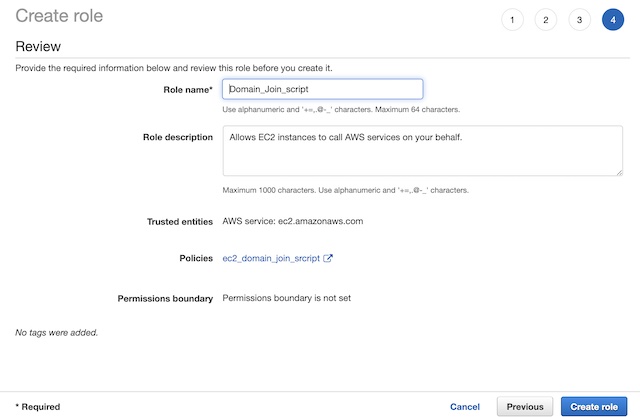 Create role
1 2 3 4
Review
Provide the required information below and review this role before you create it.
Role name* Domain_Join_script
Use alphanumeric and '+=,.@-_' characters. Maximum 64 characters.
Role description Allows EC2 instances to call AWS services on your behalf.
Maximum 1000 characters. Use alphanumeric and '+=,.@-_' characters.
Trusted entities AWS service: ec2.amazonaws.com
Policies ec2_domain_join_srcript
Permissions boundary Permissions boundary is not set
No tags were added.
* Required Cancel Previous Create role